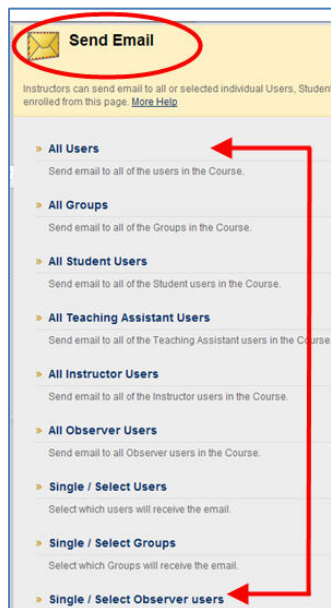 Send Email
Instructors can send email to all or selected individual Users, Student
enrolled from this page. More Help
» All Users
Send email to all of the users in the Course.
» All Groups
Send email to all of the Groups in the Course.
» All Student Users
Send email to all of the Student users in the Course.
» All Teaching Assistant Users
Send email to all of the Teaching Assistant users in the Course
» All Instructor Users
Send email to all of the Instructor users in the Course.
» All Observer Users
Send email to all Observer users in the Course.
» Single / Select Users
Select which users will receive the email.
» Single / Select Groups
Select which Groups will receive the email.
» Single / Select Observer users